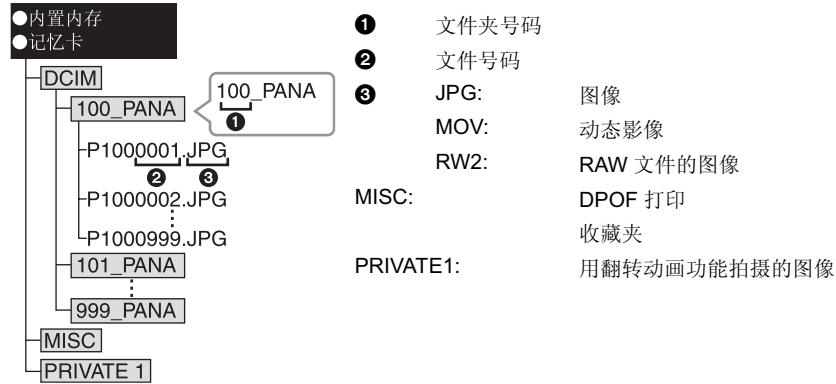 ●内置内存
●记忆卡
DCIM
100_PANA
100_PANA
❶
P1000001.JPG
❷ ❸
P1000002.JPG
P1000999.JPG
101_PANA
999_PANA
MISC
PRIVATE 1
❶ 文件夹号码
❷ 文件号码
❸ JPG: 图像
MOV: 动态影像
RW2: RAW 文件的图像
MISC: DPOF 打印
收藏夹
PRIVATE1: 用翻转动画功能拍摄的图像